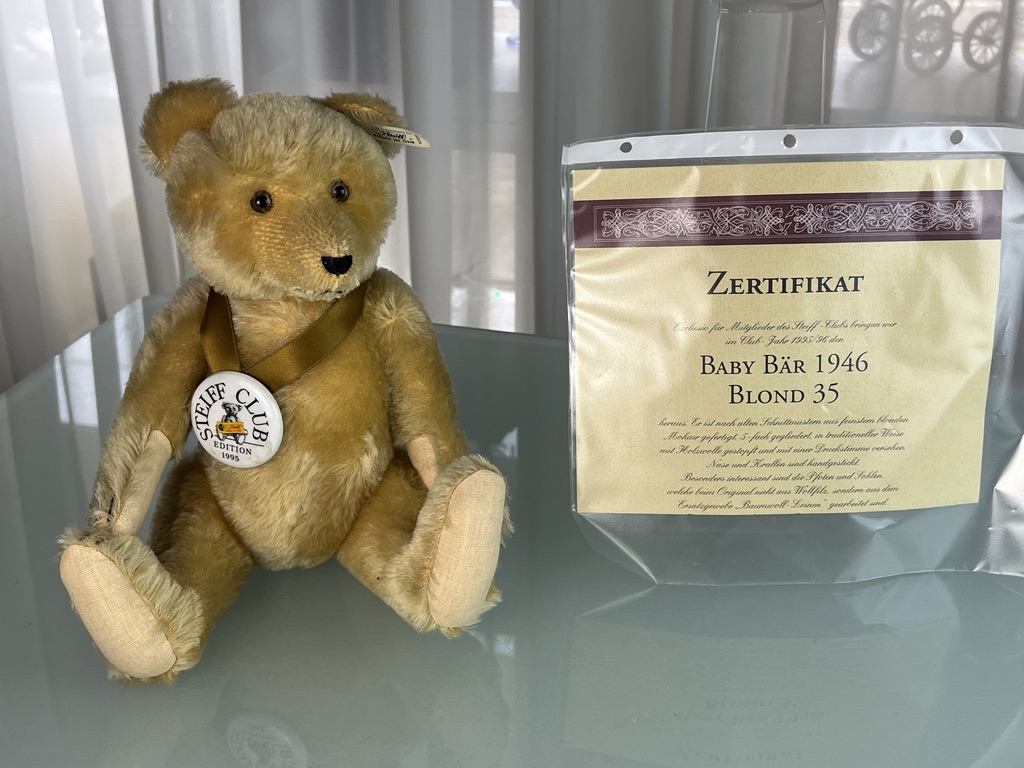 Steiff
STEIFF CLUB
EDITION
1995
ZERTIFIKAT
Exclusiv für Mitglieder des Steiff-Clubs bringen wir
im Club-Jahr 1995/96 den
BABY BÄR 1946
BLOND 35
heraus. Er ist nach alten Schnittmustern aus feinstem blonden
Mohair gefertigt, 5-fach gegliedert, in traditioneller Weise
mit Holzwolle gestopft und mit einer Druckstimme versehen.
Nase und Krallen sind handgestickt.
Besonders interessant sind die Pfoten und Sohlen,
welche beim Original nicht aus Wollfilz, sondern aus dem
Ersatzgewebe „Baumwoll-Leinen" gearbeitet sind.